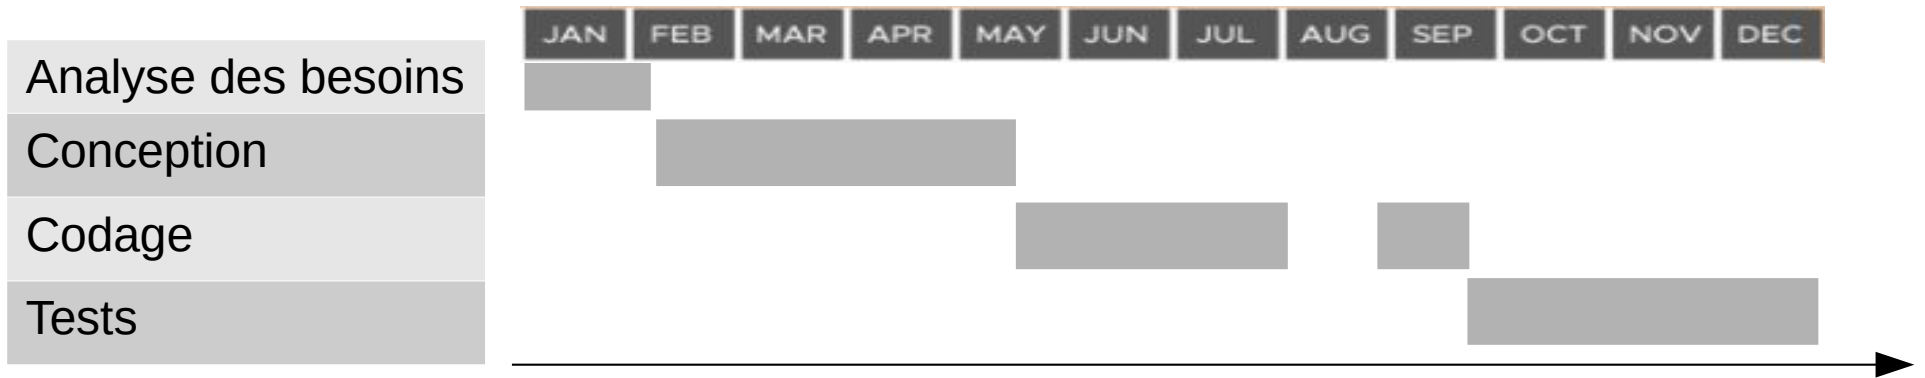 JAN FEB MAR APR MAY JUN JUL AUG SEP OCT NOV DEC
Analyse des besoins
Conception
Codage
Tests